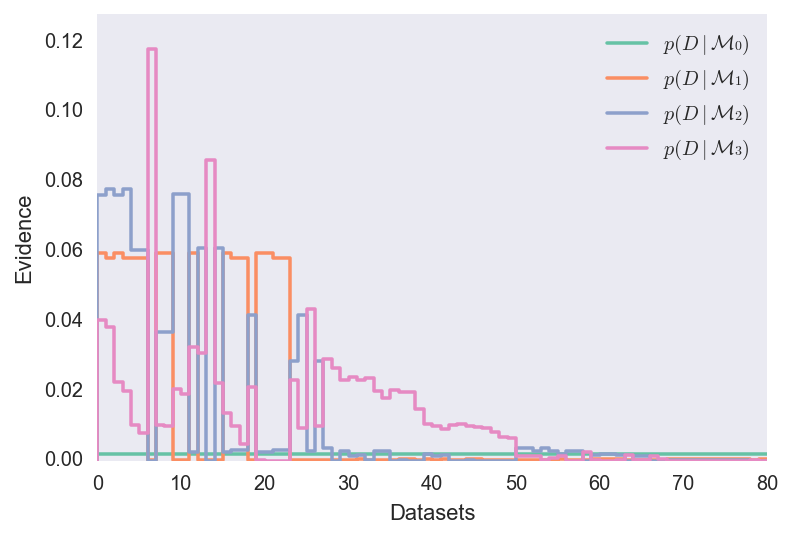 0.12
0.10
0.08
0.06
0.04
0.02
0.00
Evidence
0 10 20 30 40 50 60 70 80
Datasets
p(D | ℳ₀)
p(D | ℳ₁)
p(D | ℳ₂)
p(D | ℳ₃)